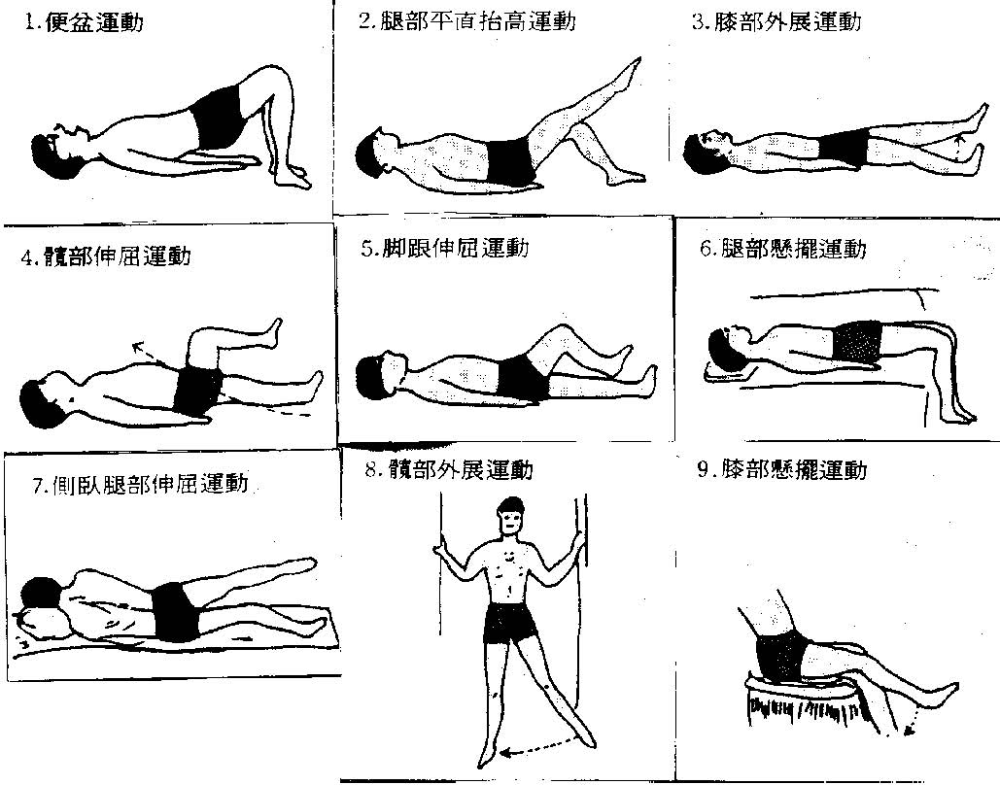 1.便盆運動
2.腿部平直抬高運動
3.膝部外展運動
4.髖部伸屈運動
5.脚跟伸屈運動
6.腿部懸擺運動
7.側臥腿部伸屈運動
8.髖部外展運動
9.膝部懸擺運動